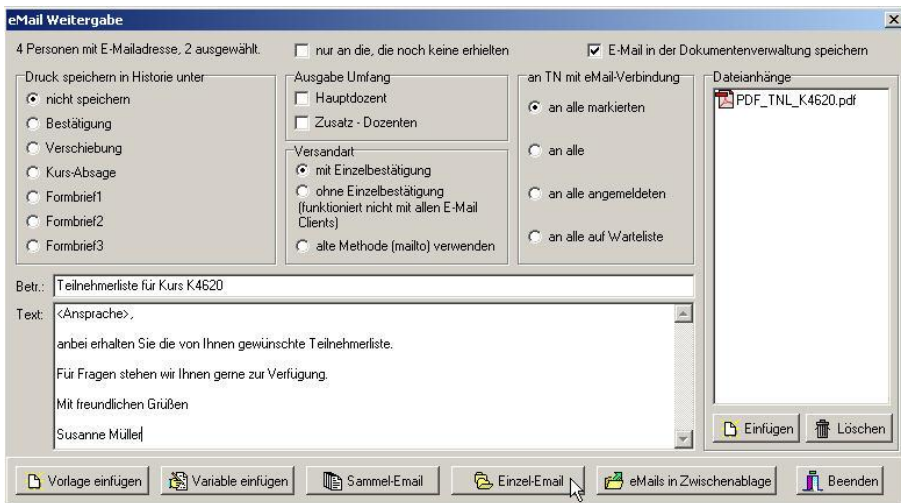 eMail Weitergabe
4 Personen mit E-Mailadresse, 2 ausgewählt.
nur an die, die noch keine erhielten
E-Mail in der Dokumentenverwaltung speichern
Druck speichern in Historie unter
nicht speichern
Bestätigung
Verschiebung
Kurs-Absage
Formbrief1
Formbrief2
Formbrief3
Ausgabe Umfang
Hauptdozent
Zusatz - Dozenten
Versandart
mit Einzelbestätigung
ohne Einzelbestätigung
(funktioniert nicht mit allen E-Mail
Clients)
alte Methode (mailto) verwenden
an TN mit eMail-Verbindung
an alle markierten
an alle
an alle angemeldeten
an alle auf Warteliste
Dateianhänge
PDF_TNL_K4620.pdf
Betr.: Teilnehmerliste für Kurs K4620
Text: <Ansprache>,
anbei erhalten Sie die von Ihnen gewünschte Teilnehmerliste.
Für Fragen stehen wir Ihnen gerne zur Verfügung.
Mit freundlichen Grüßen
Susanne Müller
Einfügen
Löschen
Vorlage einfügen
Variable einfügen
Sammel-Email
Einzel-Email
eMails in Zwischenablage
Beenden